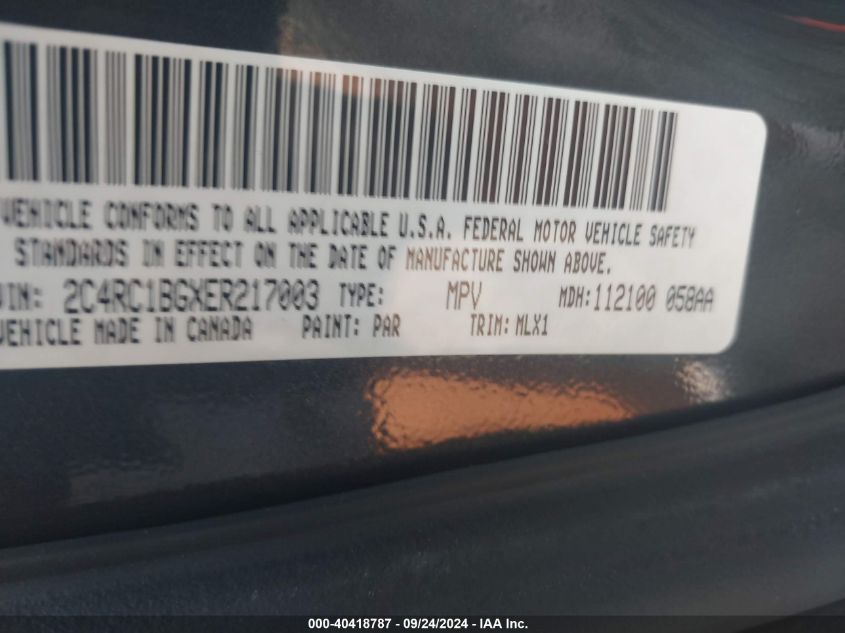 VEHICLE CONFORMS TO ALL APPLICABLE U.S.A. FEDERAL MOTOR VEHICLE SAFETY
STANDARDS IN EFFECT ON THE DATE OF MANUFACTURE SHOWN ABOVE.
VIN: 2C4RC1BGXER217003 TYPE: MPV MDH:112100 058AA
VEHICLE MADE IN CANADA PAINT: PAR TRIM: MLX1
000-40418787 - 09/24/2024 - IAA, Inc.